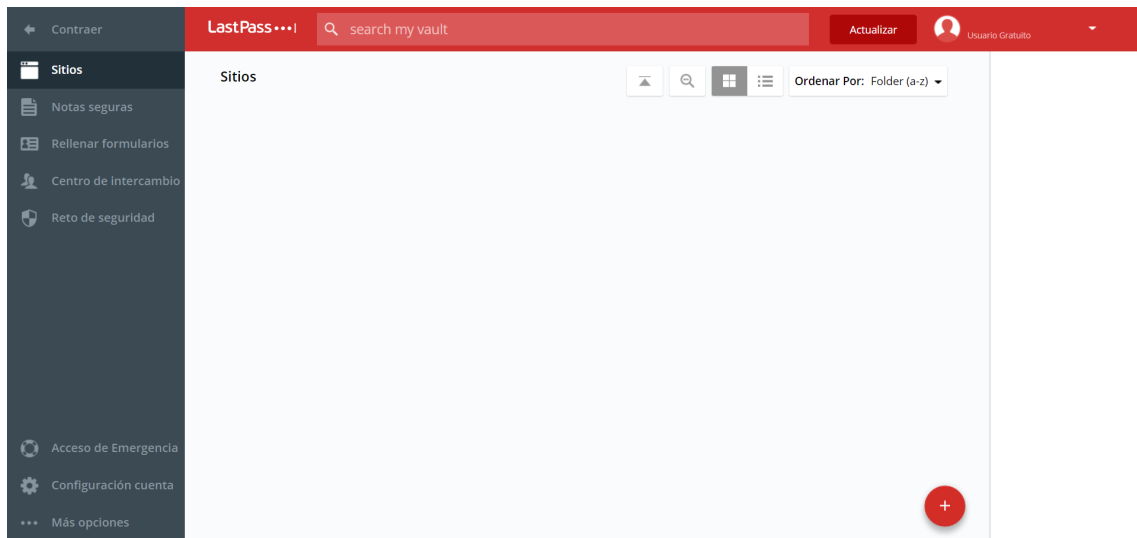 Contraer
LastPass•••|
search my vault
Actualizar
Usuario Gratuito
Sitios
Notas seguras
Rellenar formularios
Centro de intercambio
Reto de seguridad
Acceso de Emergencia
Configuración cuenta
Más opciones
Sitios
Ordenar Por: Folder (a-z)
+